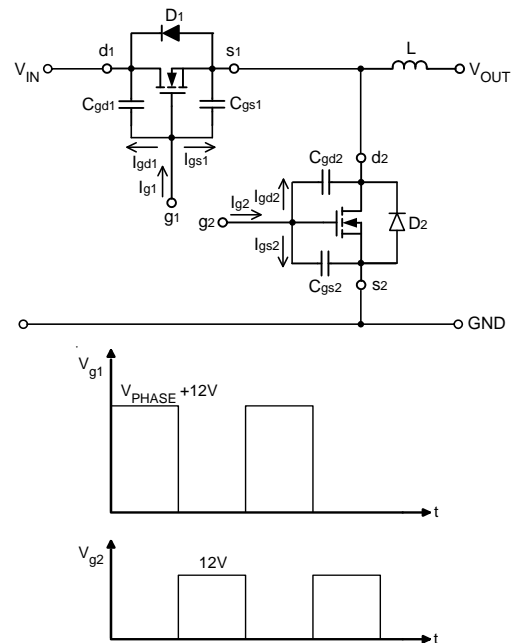 D1
d1
s1
L
VIN
VOUT
Cgd1
Cgs1
Igd1
Igs1
Ig1
g1
Cgd2
d2
Ig2
Igd2
g2
D2
Igs2
Cgs2
s2
GND
Vg1
VPHASE +12V
t
Vg2
12V
t